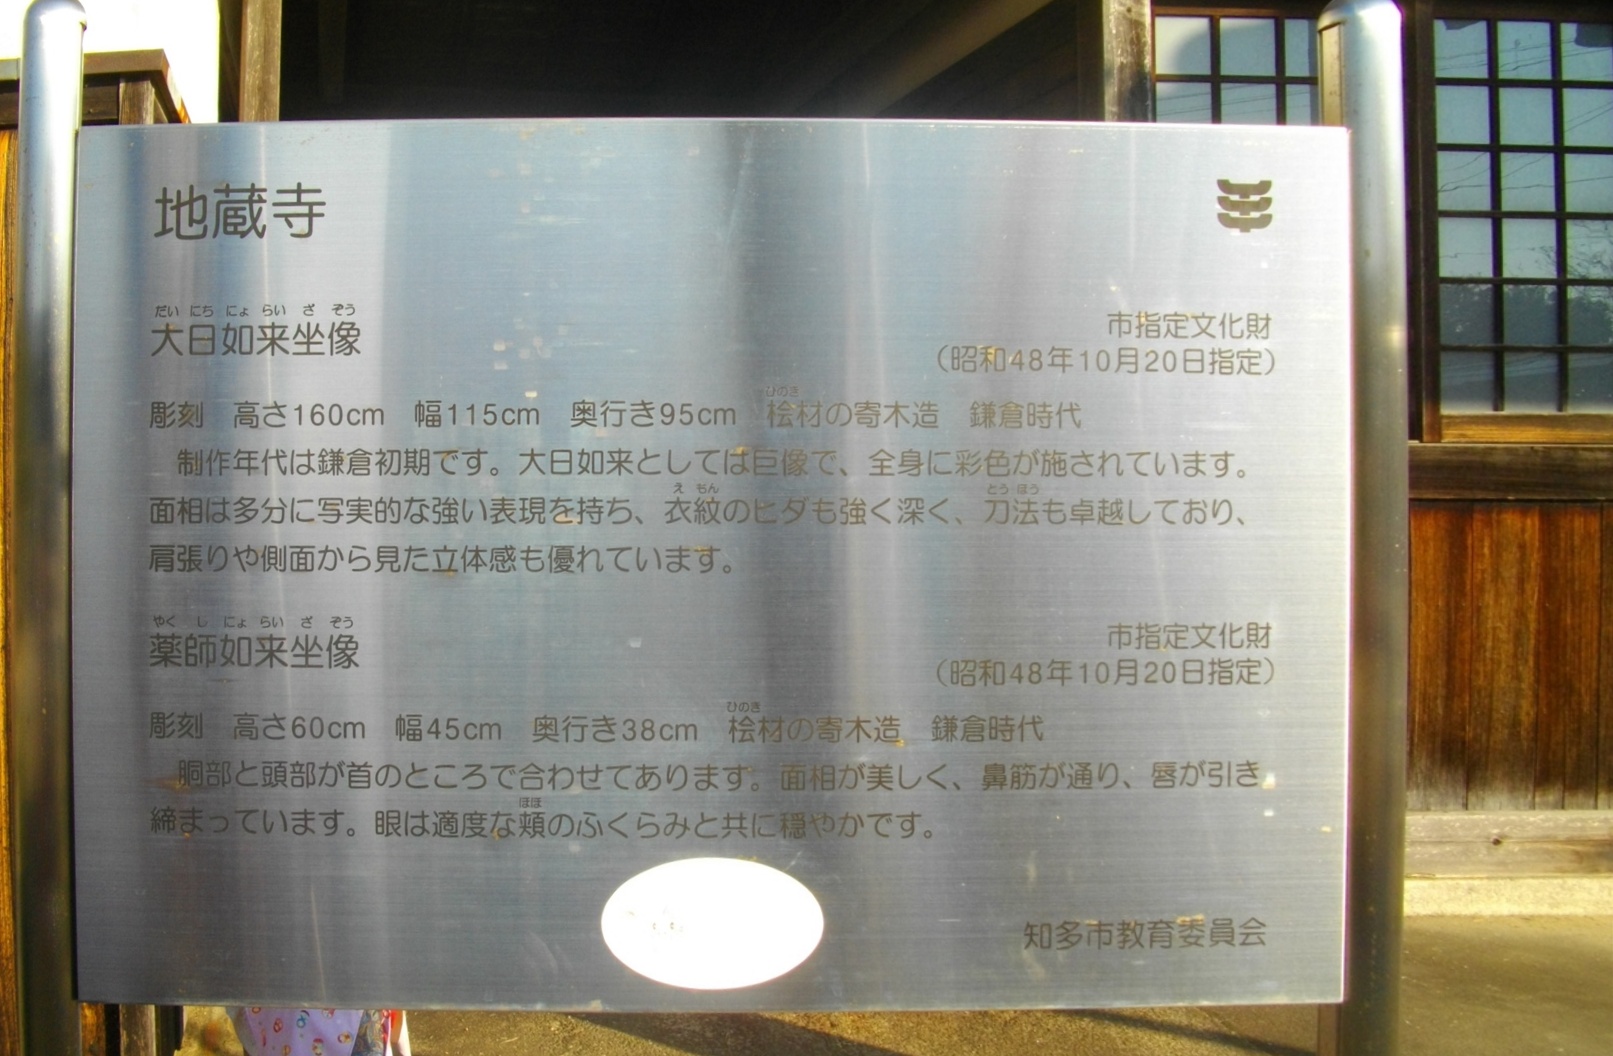 地蔵寺
だいにちにょらいざぞう
大日如来坐像
市指定文化財
（昭和48年10月20日指定）
ひのき
彫刻　高さ160cm　幅115cm　奥行き95cm　桧材の寄木造　鎌倉時代
　制作年代は鎌倉初期です。大日如来としては巨像で、全身に彩色が施されています。
えもん　とうほう
面相は多分に写実的な強い表現を持ち、衣紋のヒダも強く深く、刀法も卓越しており、
肩張りや側面から見た立体感も優れています。
やくしにょらいざぞう
薬師如来坐像
市指定文化財
（昭和48年10月20日指定）
ひのき
彫刻　高さ60cm　幅45cm　奥行き38cm　桧材の寄木造　鎌倉時代
　胴部と頭部が首のところで合わせてあります。面相が美しく、鼻筋が通り、唇が引き
ほほ
締まっています。眼は適度な頬のふくらみと共に穏やかです。
知多市教育委員会